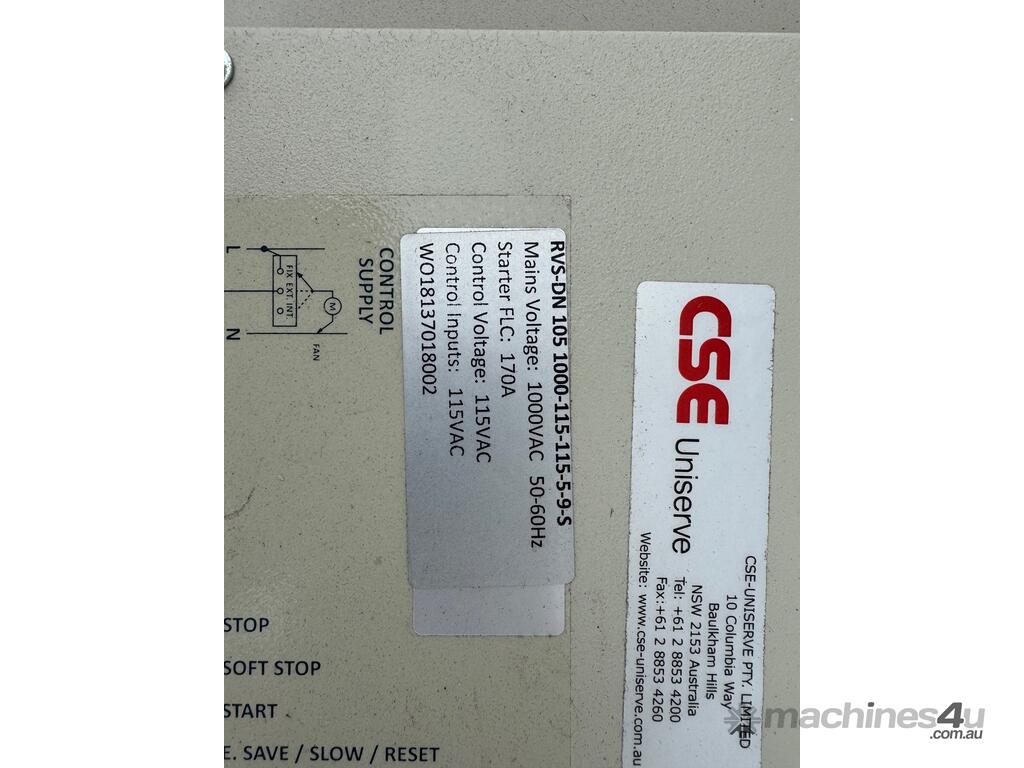 RVS-DN 105 1000-115-115-5-9-S
Mains Voltage: 1000VAC 50-60Hz
Starter FLC: 170A
Control Voltage: 115VAC
Control Inputs: 115VAC
WO18137018002
CSE Uniserve
CSE-UNISERVE PTY. LIMITED
10 Columbia Way
Baulkham Hills
NSW 2153 Australia
Tel: +61 2 8853 4200
Fax:+61 2 8853 4260
Website: www.cse-uniserve.com.au
CONTROL
SUPPLY
L
FIX EXT. INT.
M
N
FAN
STOP
SOFT STOP
START
E. SAVE / SLOW / RESET
machines4u
.com.au